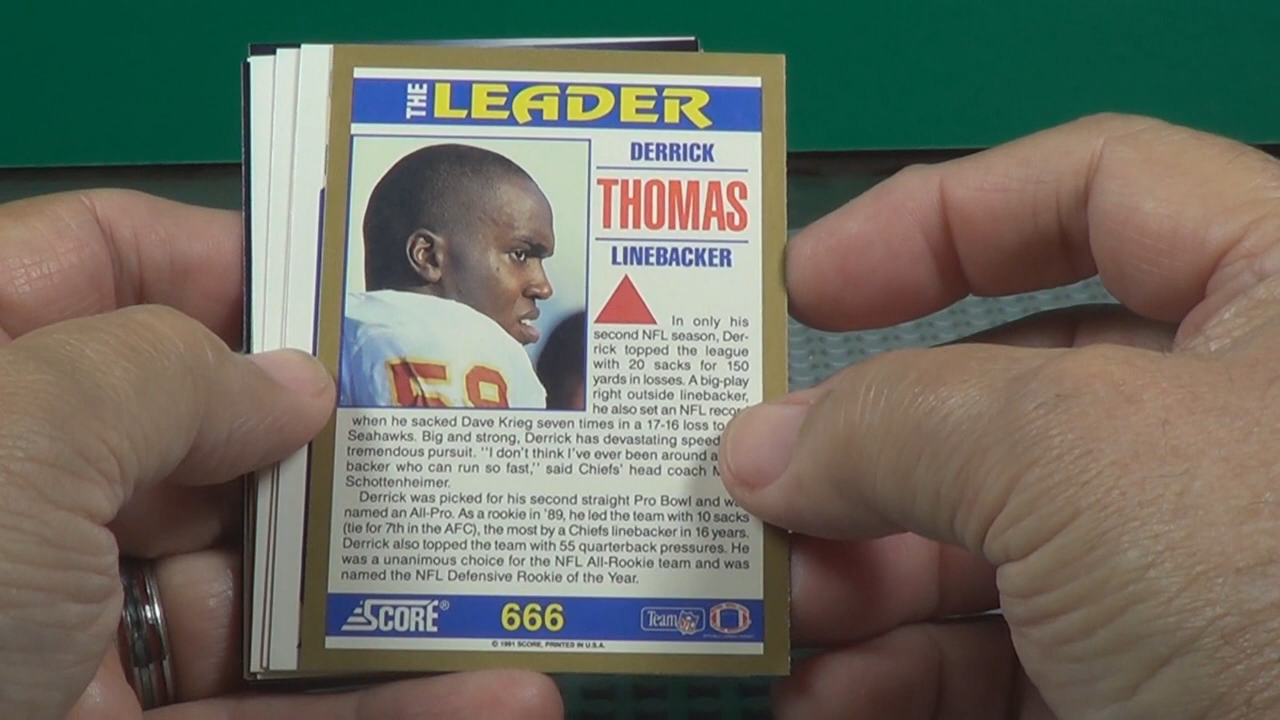 THE LEADER
DERRICK
THOMAS
LINEBACKER
In only his
second NFL season, Der-
rick topped the league
with 20 sacks for 150
yards in losses. A big-play
right outside linebacker,
he also set an NFL recor
when he sacked Dave Krieg seven times in a 17-16 loss to
Seahawks. Big and strong, Derrick has devastating speed
tremendous pursuit. "I don't think I've ever been around a
backer who can run so fast," said Chiefs' head coach M
Schottenheimer.
Derrick was picked for his second straight Pro Bowl and wa
named an All-Pro. As a rookie in '89, he led the team with 10 sacks
(tie for 7th in the AFC), the most by a Chiefs linebacker in 16 years.
Derrick also topped the team with 55 quarterback pressures. He
was a unanimous choice for the NFL All-Rookie team and was
named the NFL Defensive Rookie of the Year.
58
SCORE® 666 Team NFL
© 1991 SCORE, PRINTED IN U.S.A.